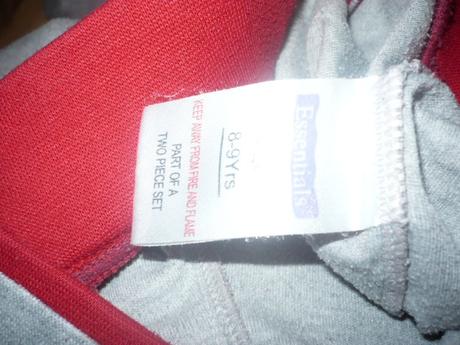 Essentials
8-9Yrs
KEEP AWAY FROM FIRE AND FLAME
PART OF A
TWO PIECE SET